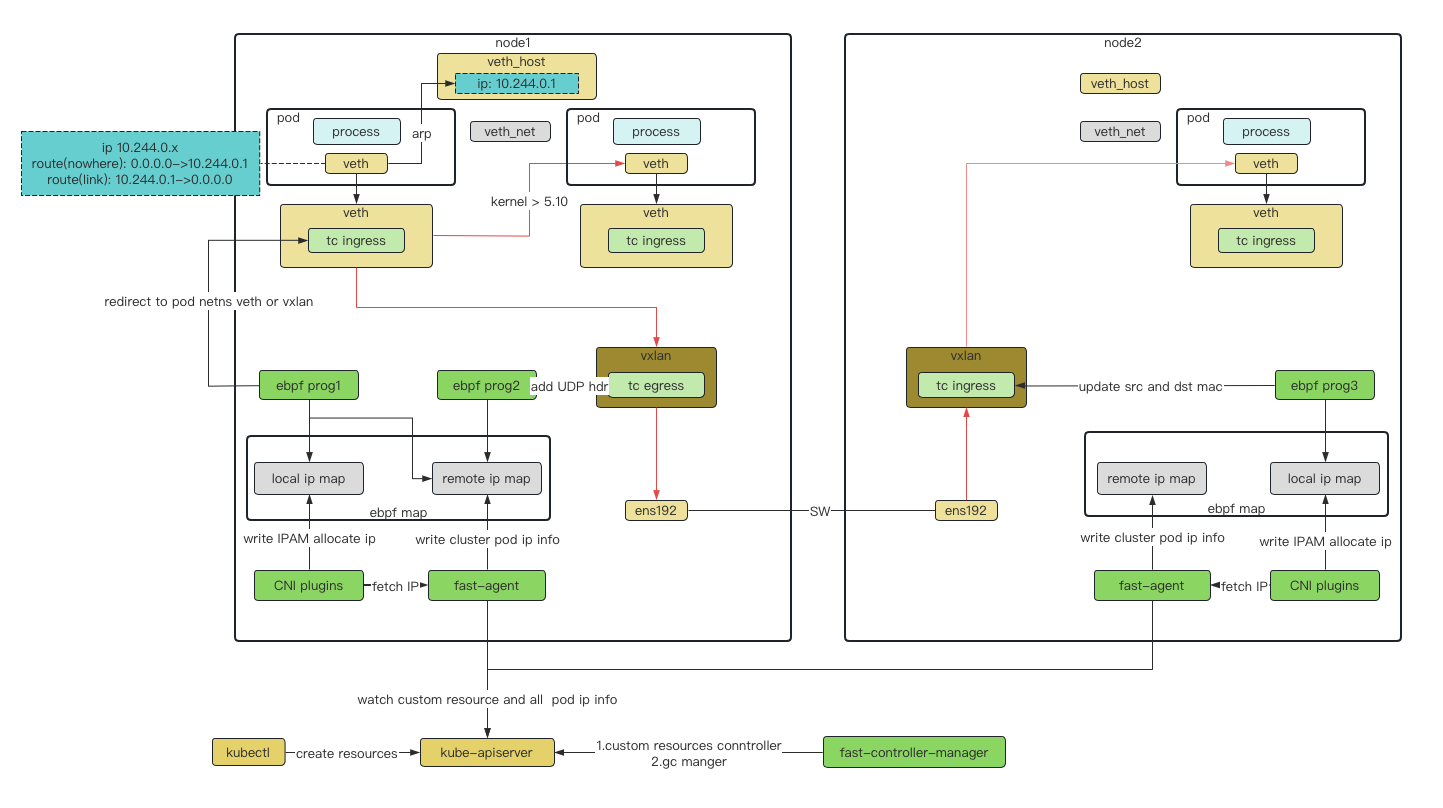 node1
veth_host
ip: 10.244.0.1
pod
process
veth
arp
veth_net
pod
process
veth
ip 10.244.0.x
route(nowhere): 0.0.0.0->10.244.0.1
route(link): 10.244.0.1->0.0.0.0
kernel > 5.10
veth
tc ingress
veth
tc ingress
redirect to pod netns veth or vxlan
vxlan
tc egress
ebpf prog1
ebpf prog2
add UDP hdr
local ip map
remote ip map
ebpf map
ens192
SW
write IPAM allocate ip
write cluster pod ip info
CNI plugins
fetch IP
fast-agent
node2
veth_host
veth_net
pod
process
veth
veth
tc ingress
vxlan
tc ingress
update src and dst mac
ebpf prog3
remote ip map
local ip map
ebpf map
ens192
write cluster pod ip info
write IPAM allocate ip
fast-agent
fetch IP
CNI plugins
watch custom resource and all  pod ip info
kubectl
create resources
kube-apiserver
1.custom resources conntroller
2.gc manger
fast-controller-manager